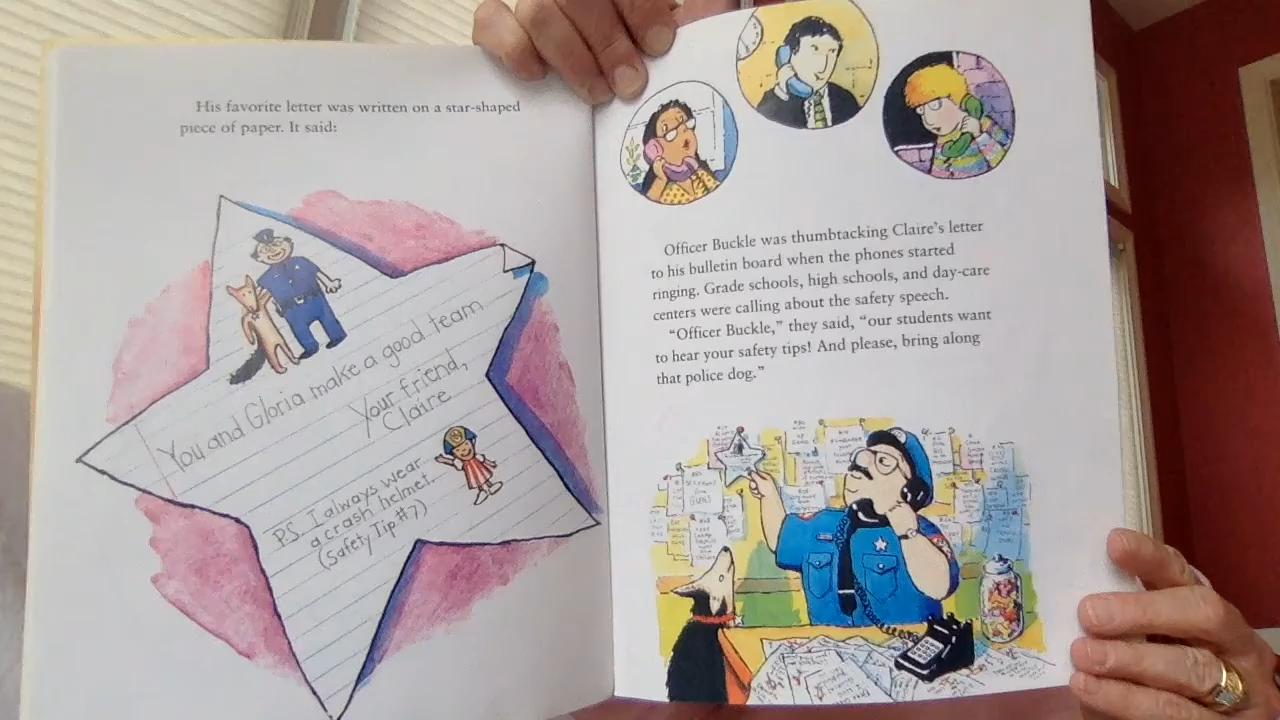 His favorite letter was written on a star-shaped
piece of paper. It said:
You and Gloria make a good team
Your friend,
Claire
P.S. I always wear
a crash helmet.
(Safety Tip #7)
Officer Buckle was thumbtacking Claire's letter
to his bulletin board when the phones started
ringing. Grade schools, high schools, and day-care
centers were calling about the safety speech.
"Officer Buckle," they said, "our students want
to hear your safety tips! And please, bring along
that police dog."